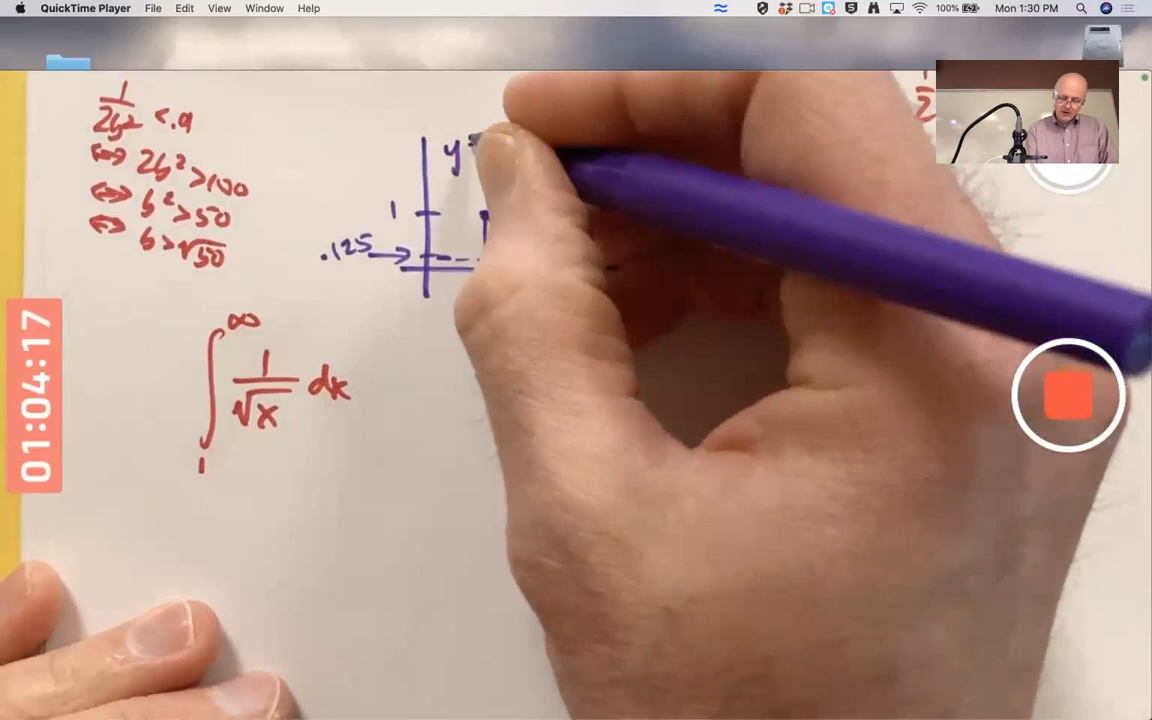 QuickTime Player File Edit View Window Help 100% Mon 1:30 PM
1/2b² < .9
⇔ 2b² > 100
⇔ b² > 50
⇔ b > √50
y
1
.125 →
∫₁^∞ 1/√x dx
01:04:17